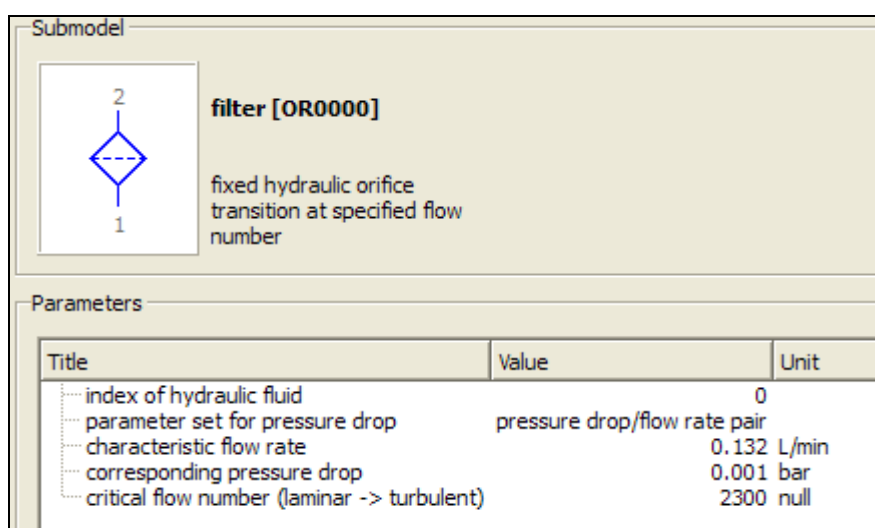 Submodel
2
filter [OR0000]
fixed hydraulic orifice
transition at specified flow
number
1
Parameters
Title Value Unit
index of hydraulic fluid 0
parameter set for pressure drop pressure drop/flow rate pair
characteristic flow rate 0.132 L/min
corresponding pressure drop 0.001 bar
critical flow number (laminar -> turbulent) 2300 null